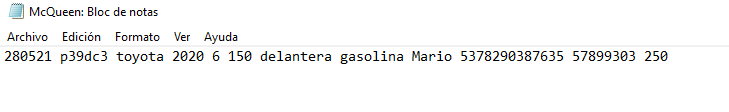 McQueen: Bloc de notas
Archivo Edición Formato Ver Ayuda
280521 p39dc3 toyota 2020 6 150 delantera gasolina Mario 5378290387635 57899303 250